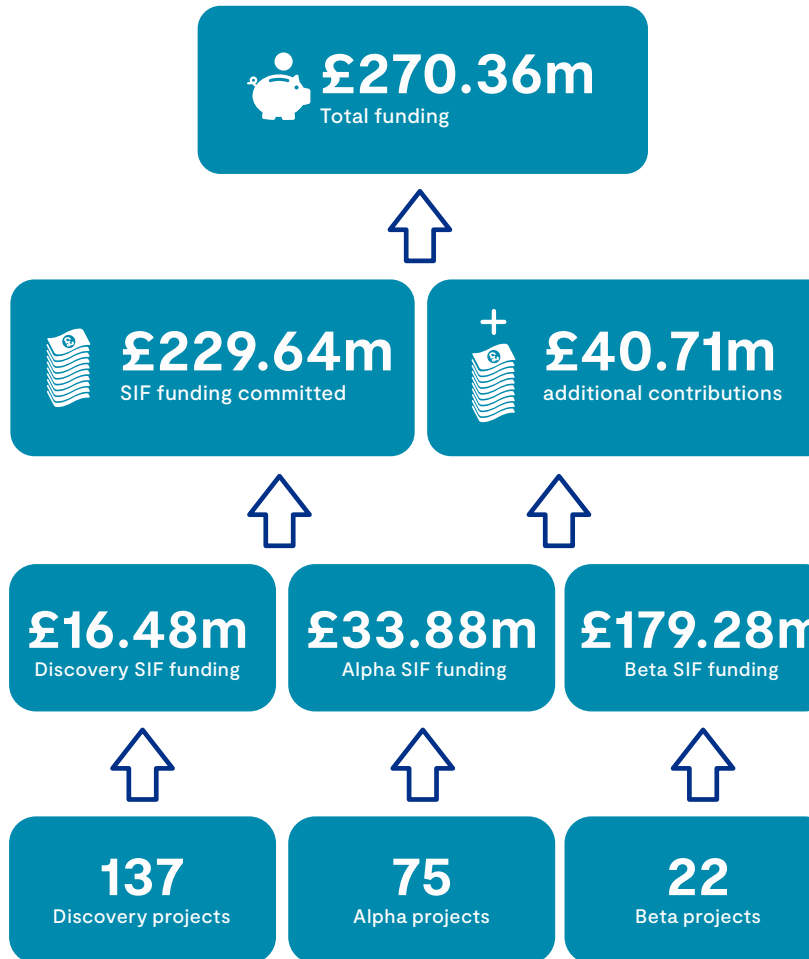 £270.36m
Total funding
£229.64m
SIF funding committed
+
£40.71m
additional contributions
£16.48m
Discovery SIF funding
£33.88m
Alpha SIF funding
£179.28m
Beta SIF funding
137
Discovery projects
75
Alpha projects
22
Beta projects